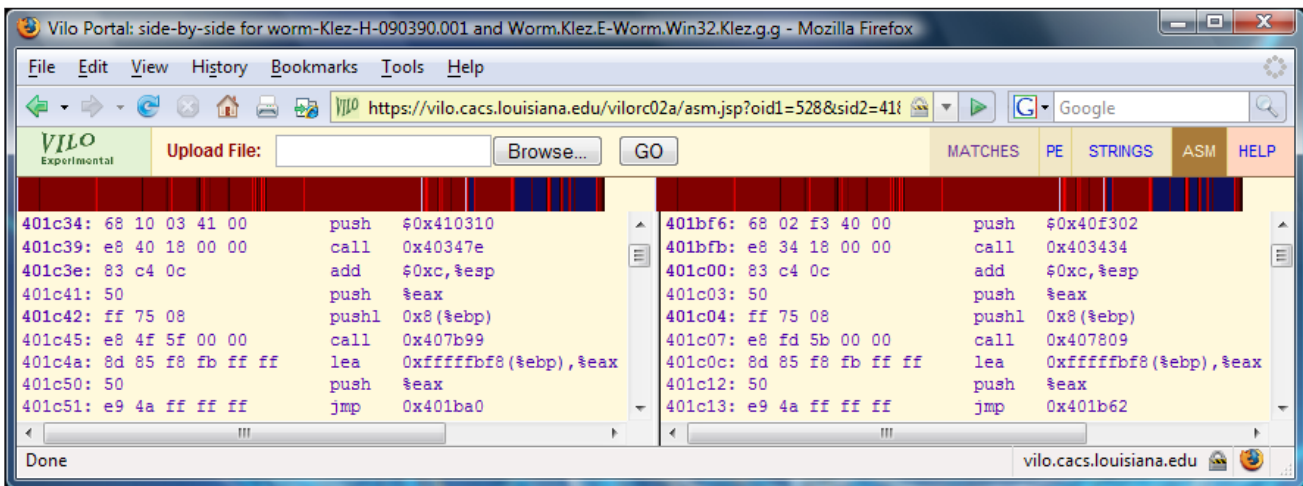 Vilo Portal: side-by-side for worm-Klez-H-090390.001 and Worm.Klez.E-Worm.Win32.Klez.g.g - Mozilla Firefox
File Edit View History Bookmarks Tools Help
VILO https://vilo.cacs.louisiana.edu/vilorc02a/asm.jsp?oid1=528&sid2=418 G Google
VILO Experimental Upload File: Browse... GO MATCHES PE STRINGS ASM HELP
401c34: 68 10 03 41 00 push $0x410310
401c39: e8 40 18 00 00 call 0x40347e
401c3e: 83 c4 0c add $0xc,%esp
401c41: 50 push %eax
401c42: ff 75 08 pushl 0x8(%ebp)
401c45: e8 4f 5f 00 00 call 0x407b99
401c4a: 8d 85 f8 fb ff ff lea 0xfffffbf8(%ebp),%eax
401c50: 50 push %eax
401c51: e9 4a ff ff ff jmp 0x401ba0
401bf6: 68 02 f3 40 00 push $0x40f302
401bfb: e8 34 18 00 00 call 0x403434
401c00: 83 c4 0c add $0xc,%esp
401c03: 50 push %eax
401c04: ff 75 08 pushl 0x8(%ebp)
401c07: e8 fd 5b 00 00 call 0x407809
401c0c: 8d 85 f8 fb ff ff lea 0xfffffbf8(%ebp),%eax
401c12: 50 push %eax
401c13: e9 4a ff ff ff jmp 0x401b62
Done vilo.cacs.louisiana.edu